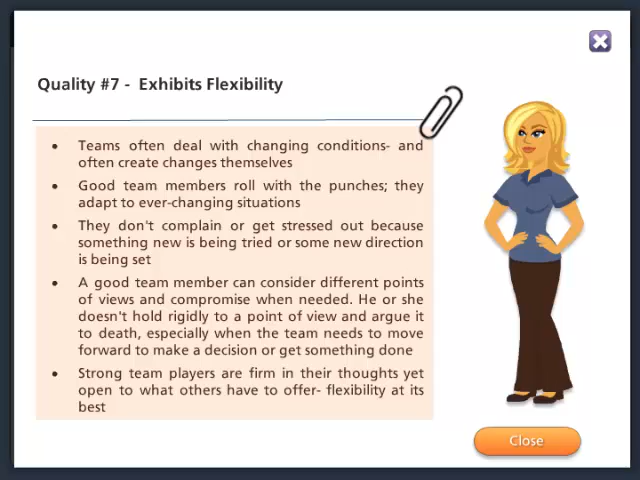 Quality #7 -  Exhibits Flexibility
• Teams often deal with changing conditions- and
often create changes themselves
• Good team members roll with the punches; they
adapt to ever-changing situations
• They don't complain or get stressed out because
something new is being tried or some new direction
is being set
• A good team member can consider different points
of views and compromise when needed. He or she
doesn't hold rigidly to a point of view and argue it
to death, especially when the team needs to move
forward to make a decision or get something done
• Strong team players are firm in their thoughts yet
open to what others have to offer- flexibility at its
best
Close